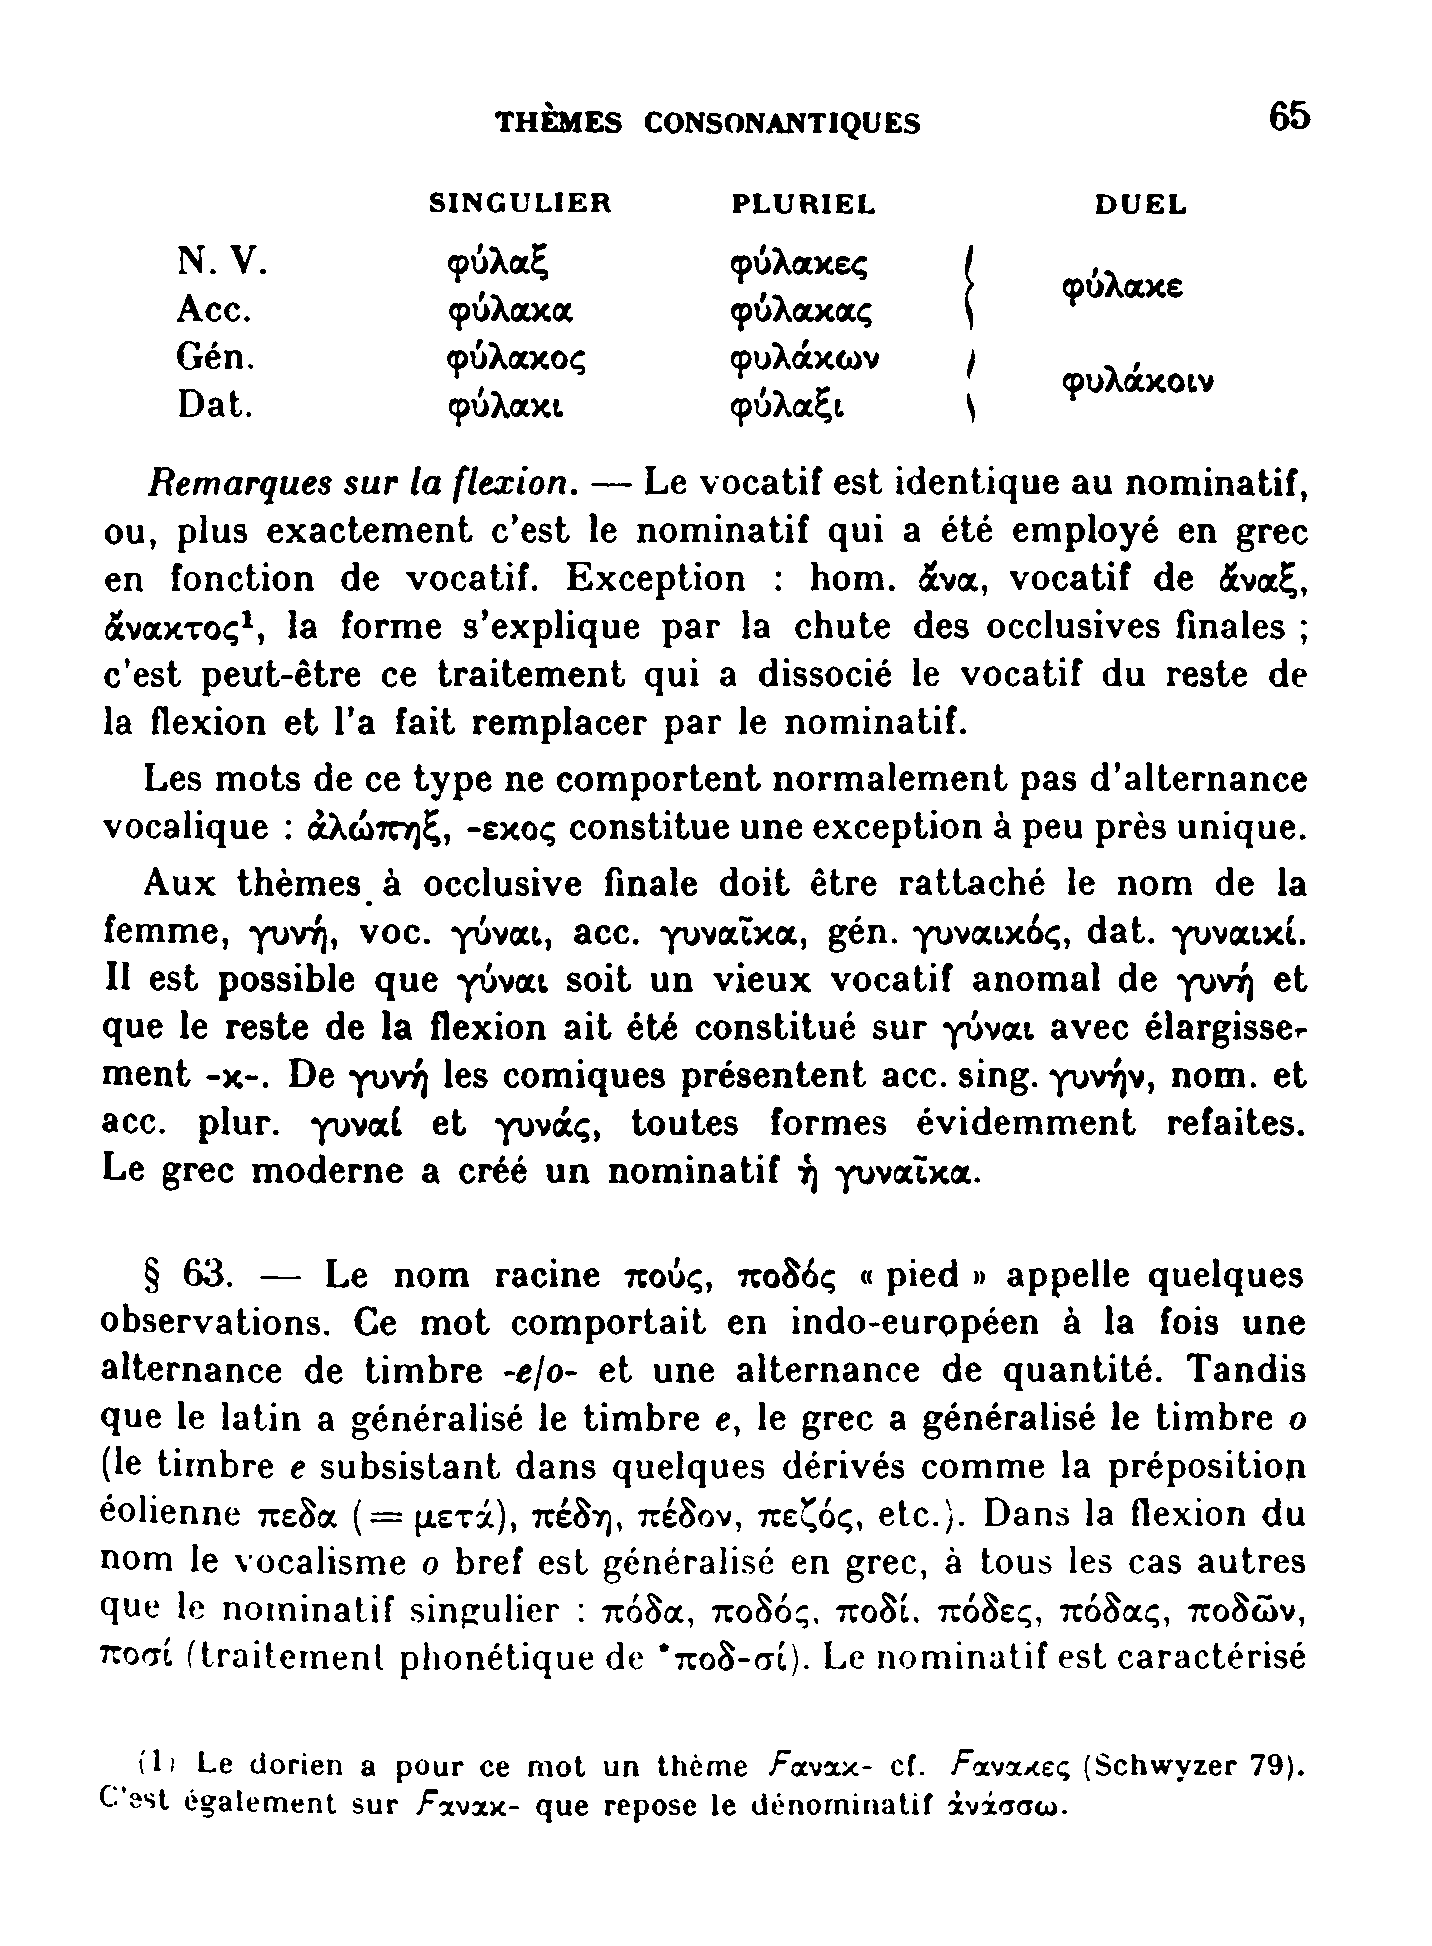 THÈMES CONSONANTIQUES 65
SINGULIER PLURIEL DUEL
N. V. φύλαξ φύλακες
φύλακε
Acc. φύλακα φύλακας
Gén. φύλακος φυλάκων
φυλάκοιν
Dat. φύλακι φύλαξι
Remarques sur la flexion. — Le vocatif est identique au nominatif,
ou, plus exactement c'est le nominatif qui a été employé en grec
en fonction de vocatif. Exception : hom. ἄνα, vocatif de ἄναξ,
ἄνακτος¹, la forme s'explique par la chute des occlusives finales ;
c'est peut-être ce traitement qui a dissocié le vocatif du reste de
la flexion et l'a fait remplacer par le nominatif.
Les mots de ce type ne comportent normalement pas d'alternance
vocalique : ἀλώπηξ, -εκος constitue une exception à peu près unique.
Aux thèmes à occlusive finale doit être rattaché le nom de la
femme, γυνή, voc. γύναι, acc. γυναῖκα, gén. γυναικός, dat. γυναικί.
Il est possible que γύναι soit un vieux vocatif anomal de γυνή et
que le reste de la flexion ait été constitué sur γύναι avec élargisse-
ment -κ-. De γυνή les comiques présentent acc. sing. γυνήν, nom. et
acc. plur. γυναί et γυνάς, toutes formes évidemment refaites.
Le grec moderne a créé un nominatif ἡ γυναῖκα.
§ 63. — Le nom racine πούς, ποδός « pied » appelle quelques
observations. Ce mot comportait en indo-européen à la fois une
alternance de timbre -e/o- et une alternance de quantité. Tandis
que le latin a généralisé le timbre e, le grec a généralisé le timbre o
(le timbre e subsistant dans quelques dérivés comme la préposition
éolienne πεδα (= μετά), πέδη, πέδον, πεζός, etc.). Dans la flexion du
nom le vocalisme o bref est généralisé en grec, à tous les cas autres
que le nominatif singulier : πόδα, ποδός, ποδί, πόδες, πόδας, ποδῶν,
ποσί (traitement phonétique de *ποδ-σί). Le nominatif est caractérisé
(1) Le dorien a pour ce mot un thème Ϝανακ- cf. Ϝανακες (Schwyzer 79).
C'est également sur Ϝανακ- que repose le dénominatif ἀνάσσω.